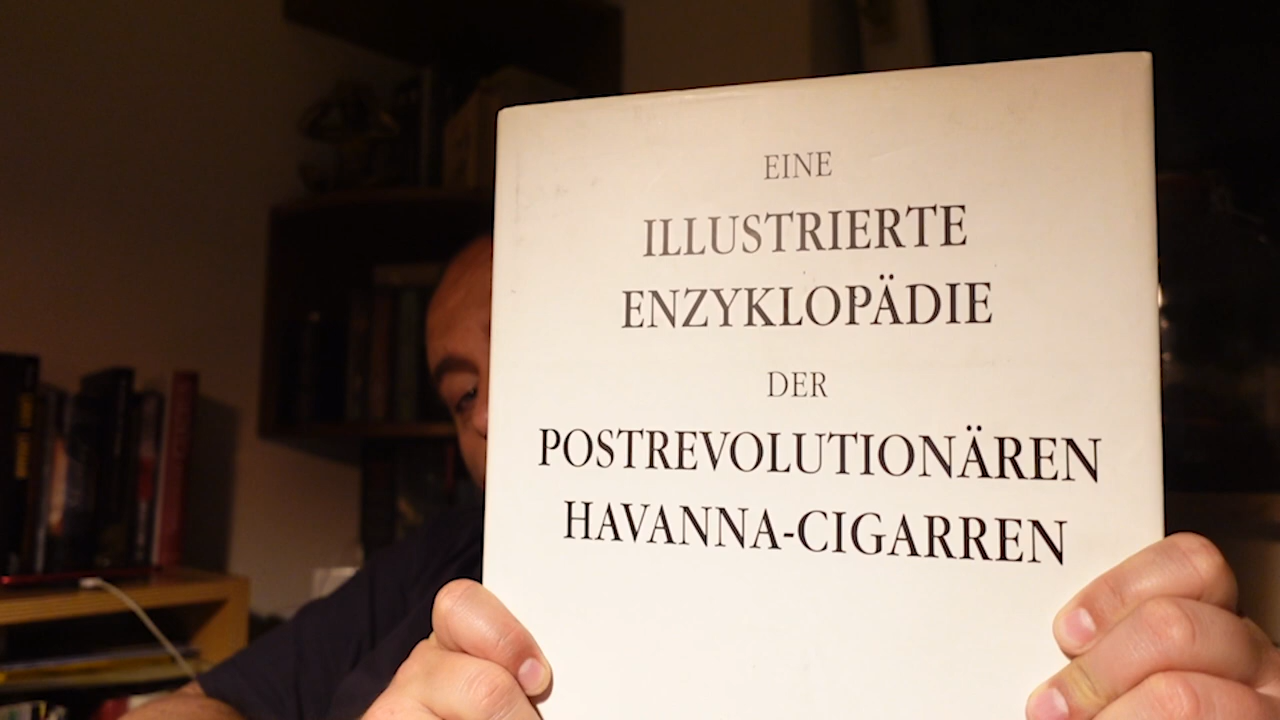 EINE
ILLUSTRIERTE
ENZYKLOPÄDIE
DER
POSTREVOLUTIONÄREN
HAVANNA-CIGARREN